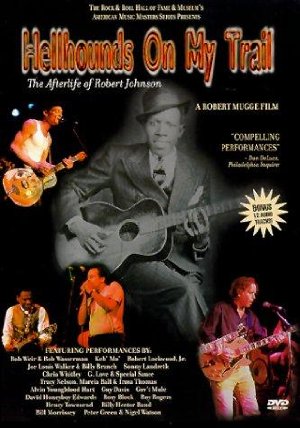 THE ROCK & ROLL HALL OF FAME & MUSEUM'S
AMERICAN MUSIC MASTERS SERIES PRESENTS
Hellhounds On My Trail
The Afterlife of Robert Johnson
A ROBERT MUGGE FILM
"COMPELLING
PERFORMANCES"
- Dan DeLuca,
Philadelphia Inquirer
BONUS
12 AUDIO
TRACKS!
FEATURING PERFORMANCES BY:
Bob Weir & Rob Wasserman Keb' Mo' Robert Lockwood, Jr.
Joe Louis Walker & Billy Branch Sonny Landreth
Chris Whitley G. Love & Special Sauce
Tracy Nelson, Marcia Ball & Irma Thomas
Alvin Youngblood Hart Guy Davis Gov't Mule
David Honeyboy Edwards Rory Block Roy Rogers
Henry Townsend Billy Hector Band
Bill Morrissey Peter Green & Nigel Watson
DVD